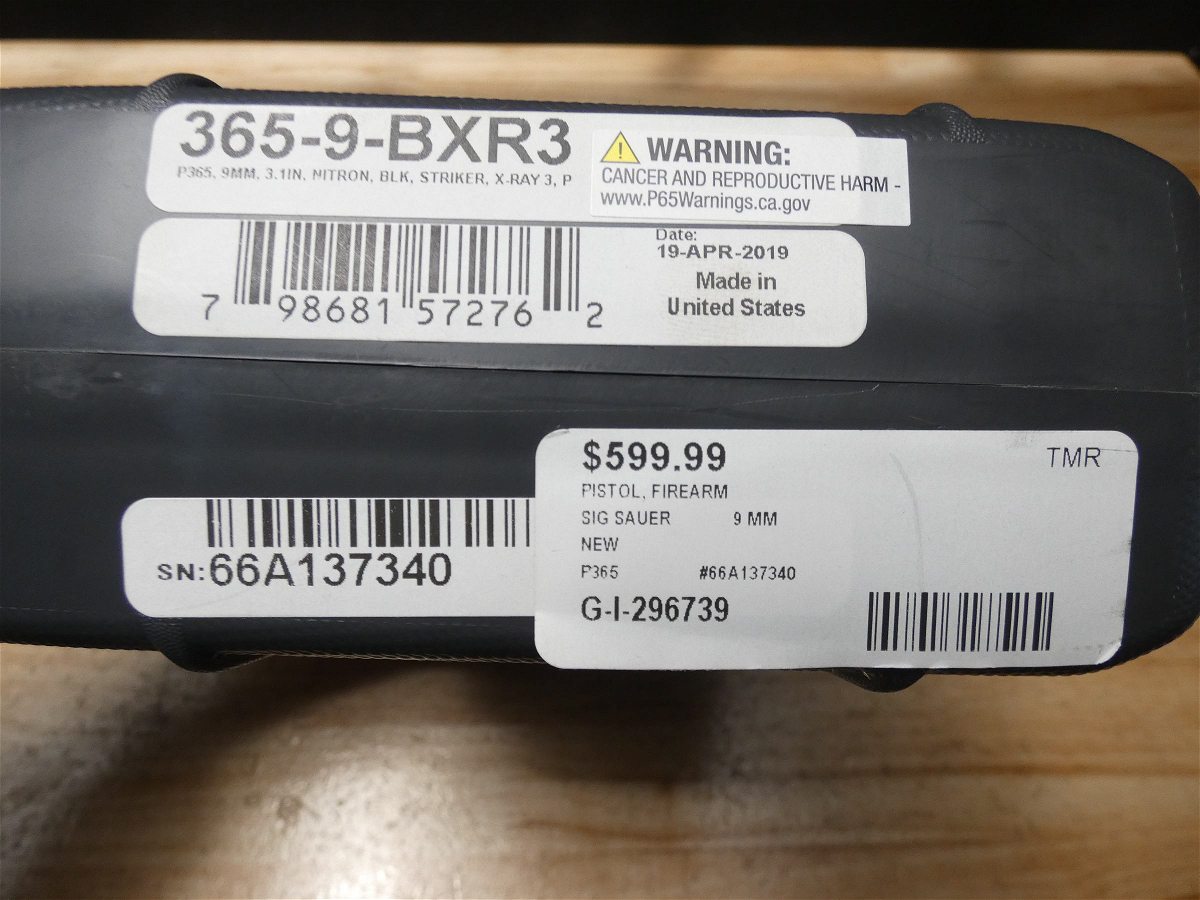 365-9-BXR3
P365, 9MM, 3.1IN, NITRON, BLK, STRIKER, X-RAY 3, P
WARNING:
CANCER AND REPRODUCTIVE HARM -
www.P65Warnings.ca.gov
7 98681 57276 2
Date:
19-APR-2019
Made in
United States
SN:66A137340
$599.99 TMR
PISTOL, FIREARM
SIG SAUER 9 MM
NEW
P365 #66A137340
G-I-296739